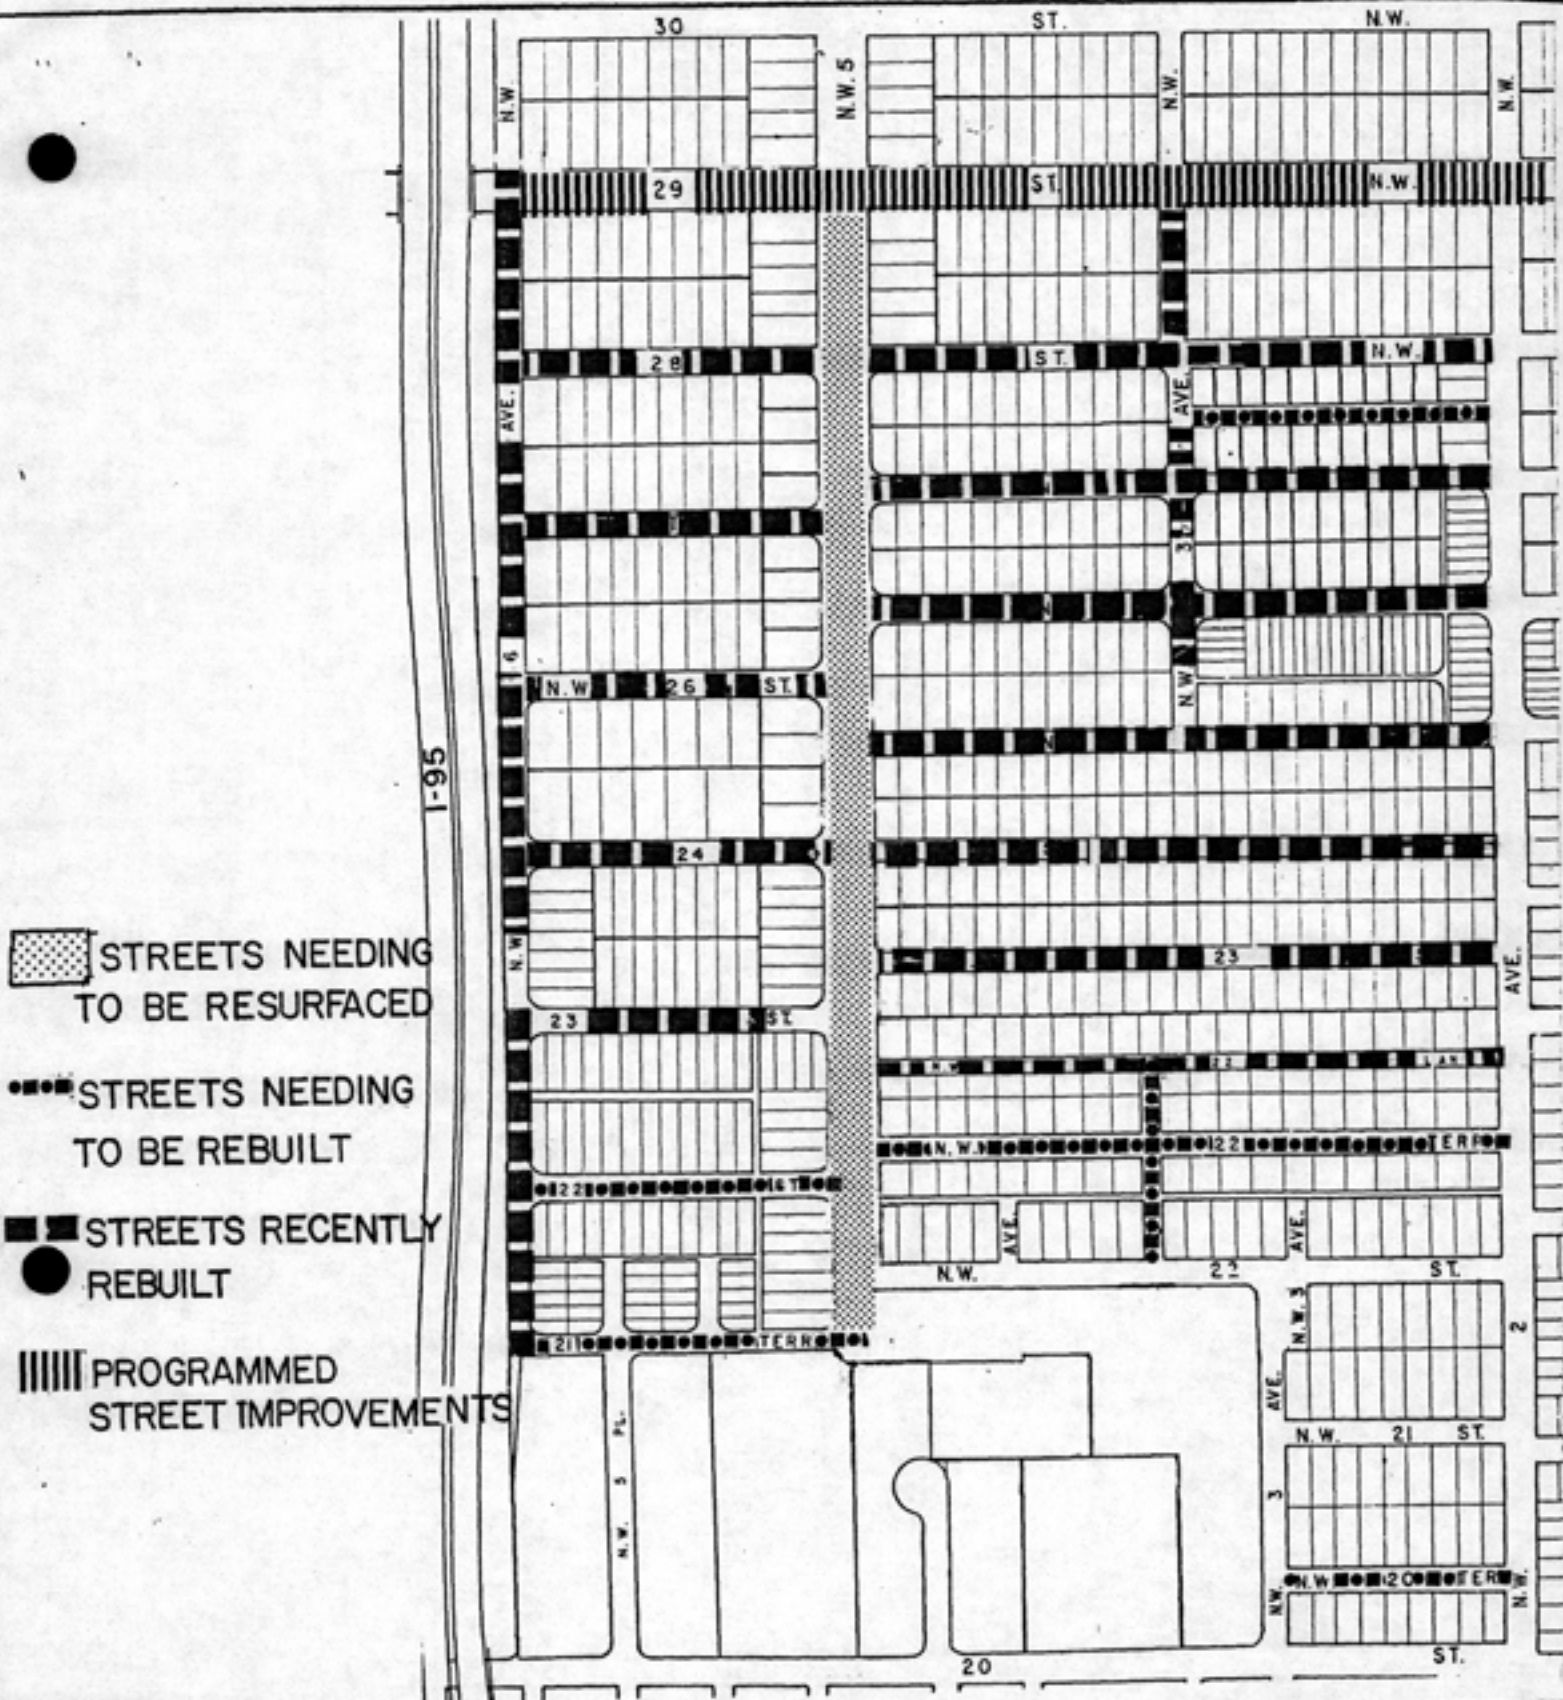 30 ST. N.W.
N.W.
N.W. 5
N.W.
N.W.
29 ST. N.W.
28 ST. N.W.
AVE.
AVE.
3RD
6
N.W. 26 ST.
N.W.
I-95
24
N.W.
23
AVE.
23 ST.
N.W. 22 LAN
N.W. 22 TERR
22 ST
AVE.
AVE.
N.W. 22 ST.
N.W. 3
2
21 TERR
AVE.
N.W. 21 ST.
N.W. 5 PL.
3
N.W. 20 TER
N.W.
N.W.
20 ST.
STREETS NEEDING
TO BE RESURFACED
STREETS NEEDING
TO BE REBUILT
STREETS RECENTLY
REBUILT
PROGRAMMED
STREET IMPROVEMENTS